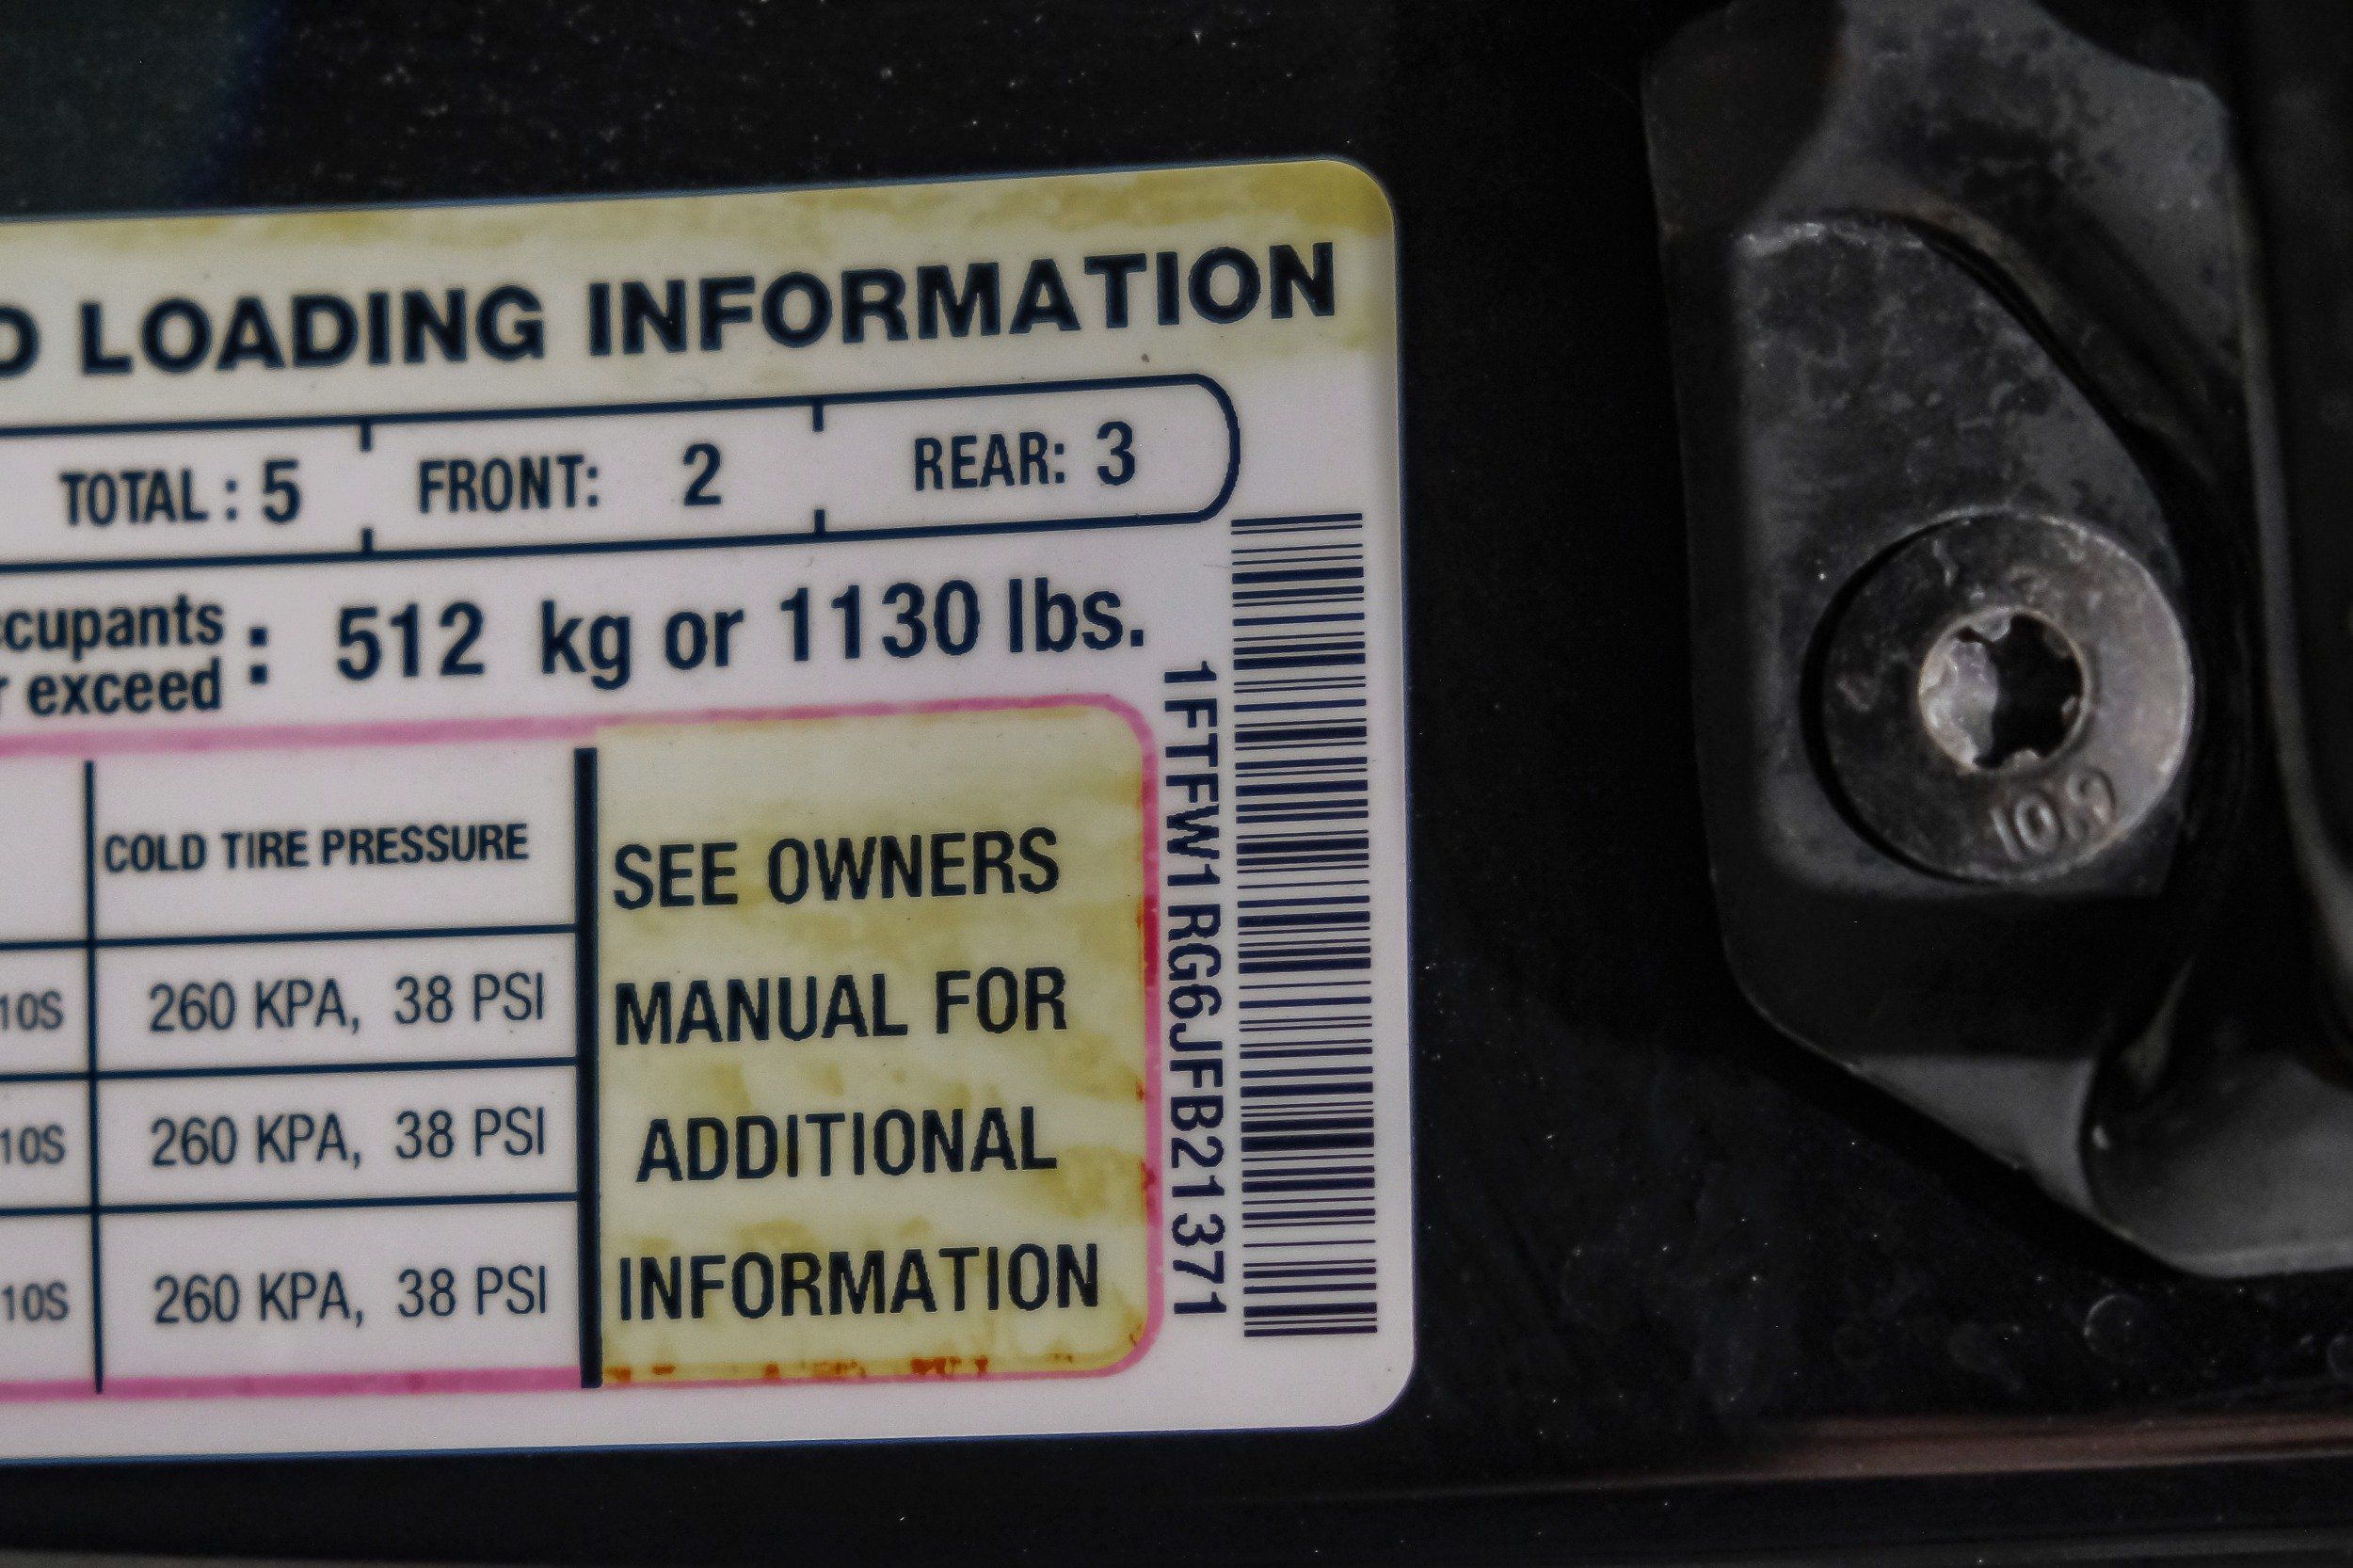 D LOADING INFORMATION
TOTAL : 5 FRONT: 2 REAR: 3
ccupants
r exceed : 512 kg or 1130 lbs.
COLD TIRE PRESSURE
10S 260 KPA, 38 PSI
10S 260 KPA, 38 PSI
10S 260 KPA, 38 PSI
SEE OWNERS
MANUAL FOR
ADDITIONAL
INFORMATION
1FTFW1RG6JFB21371
10.9